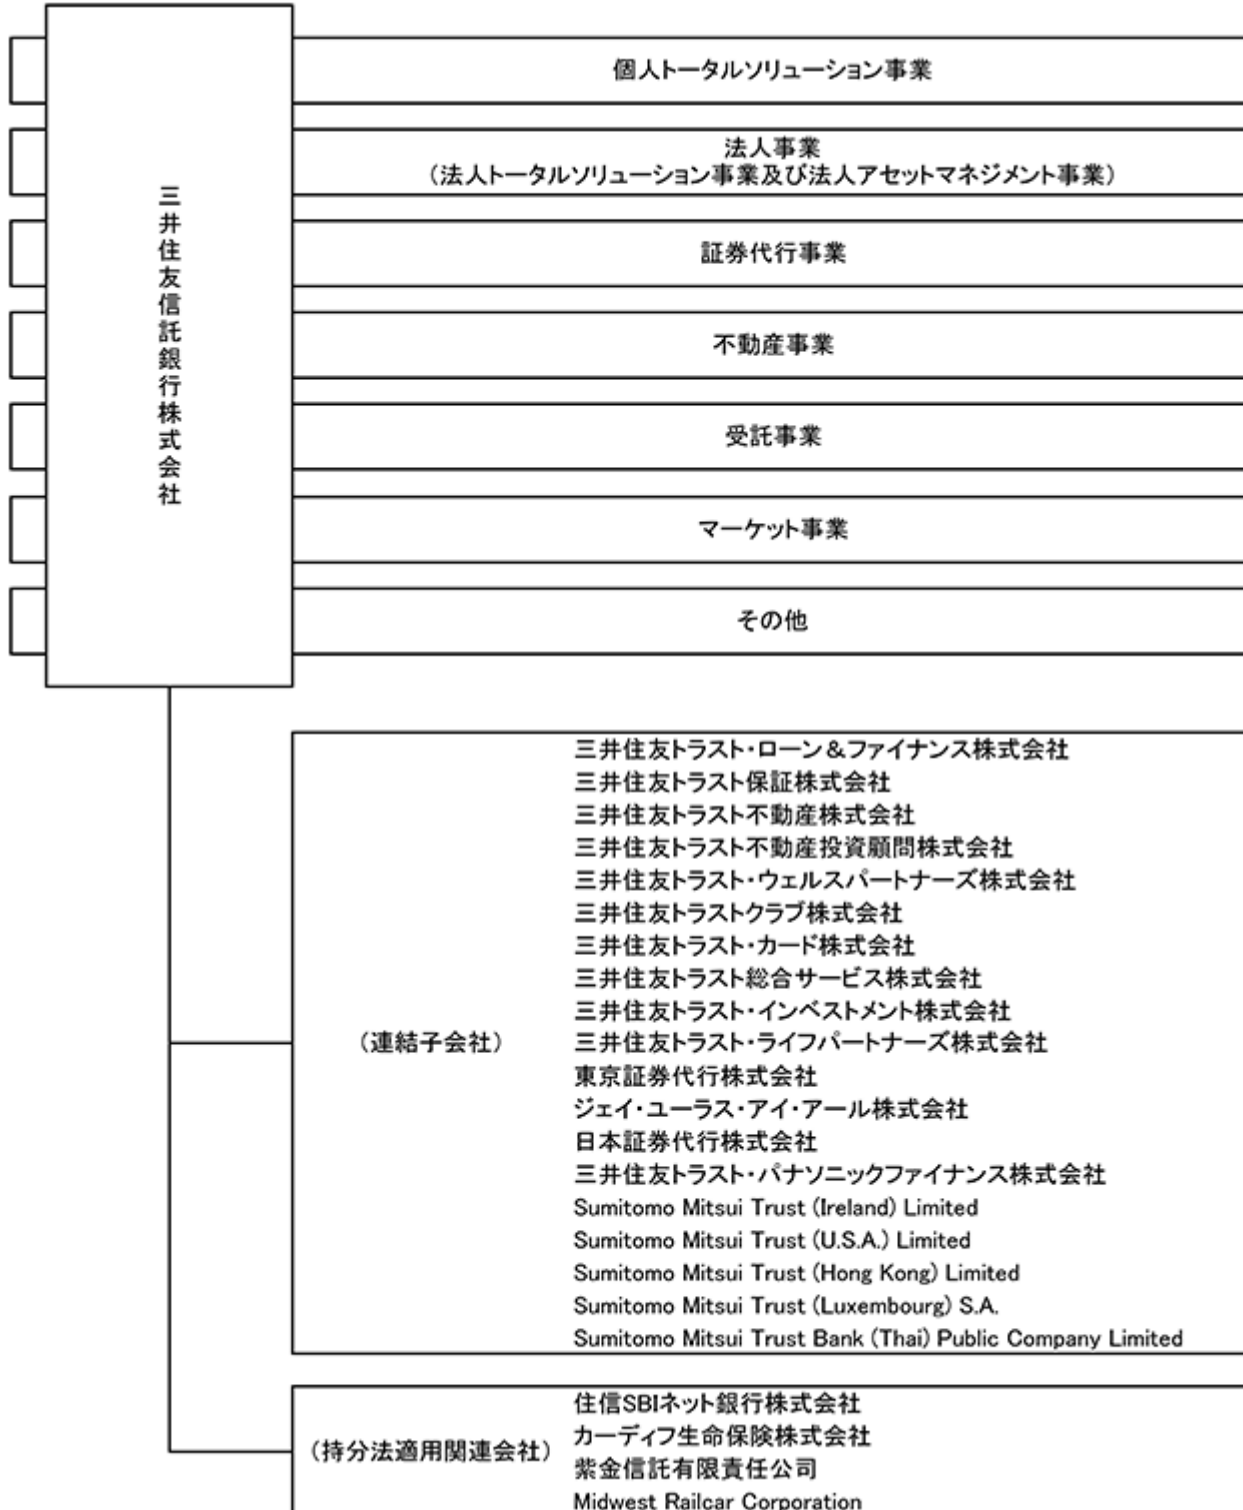 三井住友信託銀行株式会社
個人トータルソリューション事業
法人事業
（法人トータルソリューション事業及び法人アセットマネジメント事業）
証券代行事業
不動産事業
受託事業
マーケット事業
その他
（連結子会社）
三井住友トラスト・ローン＆ファイナンス株式会社
三井住友トラスト保証株式会社
三井住友トラスト不動産株式会社
三井住友トラスト不動産投資顧問株式会社
三井住友トラスト・ウェルスパートナーズ株式会社
三井住友トラストクラブ株式会社
三井住友トラスト・カード株式会社
三井住友トラスト総合サービス株式会社
三井住友トラスト・インベストメント株式会社
三井住友トラスト・ライフパートナーズ株式会社
東京証券代行株式会社
ジェイ・ユーラス・アイ・アール株式会社
日本証券代行株式会社
三井住友トラスト・パナソニックファイナンス株式会社
Sumitomo Mitsui Trust (Ireland) Limited
Sumitomo Mitsui Trust (U.S.A.) Limited
Sumitomo Mitsui Trust (Hong Kong) Limited
Sumitomo Mitsui Trust (Luxembourg) S.A.
Sumitomo Mitsui Trust Bank (Thai) Public Company Limited
（持分法適用関連会社）
住信SBIネット銀行株式会社
カーディフ生命保険株式会社
紫金信託有限責任公司
Midwest Railcar Corporation